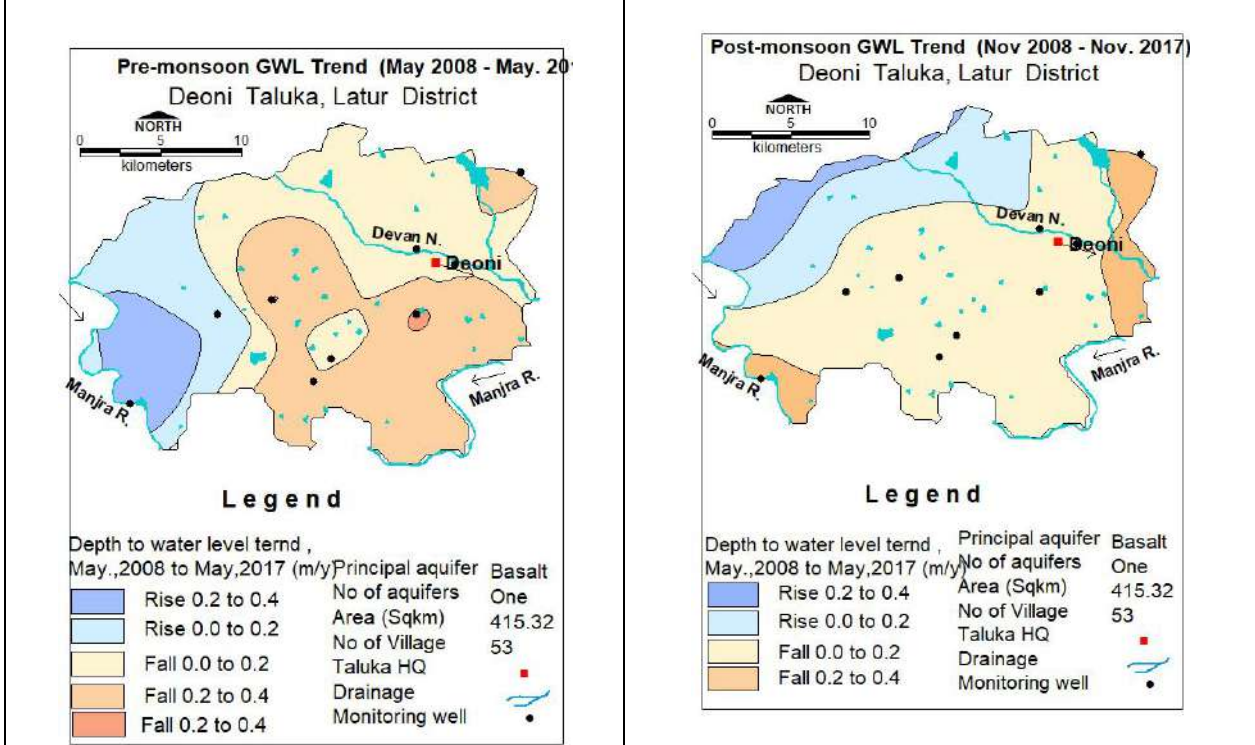 Pre-monsoon GWL Trend (May 2008 - May. 20
Deoni Taluka, Latur District
NORTH
0 5 10
kilometers
Devan N.
Deoni
Manjra R.
Manjra R.
Legend
Depth to water level ternd ,
May.,2008 to May,2017 (m/y)
Rise 0.2 to 0.4
Rise 0.0 to 0.2
Fall 0.0 to 0.2
Fall 0.2 to 0.4
Fall 0.2 to 0.4
Principal aquifer Basalt
No of aquifers One
Area (Sqkm) 415.32
No of Village 53
Taluka HQ
Drainage
Monitoring well
Post-monsoon GWL Trend (Nov 2008 - Nov. 2017)
Deoni Taluka, Latur District
NORTH
0 5 10
kilometers
Devan N.
Deoni
Manjra R.
Manjra R.
Legend
Depth to water level ternd ,
May.,2008 to May,2017 (m/y)
Rise 0.2 to 0.4
Rise 0.0 to 0.2
Fall 0.0 to 0.2
Fall 0.2 to 0.4
Principal aquifer Basalt
No of aquifers One
Area (Sqkm) 415.32
No of Village 53
Taluka HQ
Drainage
Monitoring well